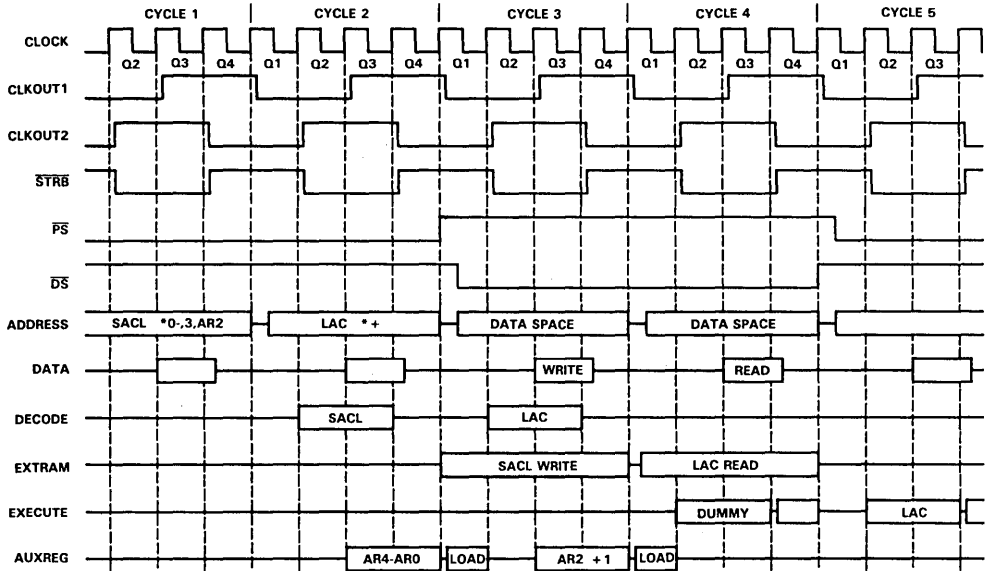 CYCLE 1 CYCLE 2 CYCLE 3 CYCLE 4 CYCLE 5
CLOCK
Q2 Q3 Q4 Q1 Q2 Q3 Q4 Q1 Q2 Q3 Q4 Q1 Q2 Q3 Q4 Q1 Q2 Q3
CLKOUT1
CLKOUT2
STRB
PS
DS
ADDRESS SACL *0-,3,AR2 LAC *+ DATA SPACE DATA SPACE
DATA WRITE READ
DECODE SACL LAC
EXTRAM SACL WRITE LAC READ
EXECUTE DUMMY LAC
AUXREG AR4-AR0 LOAD AR2 +1 LOAD